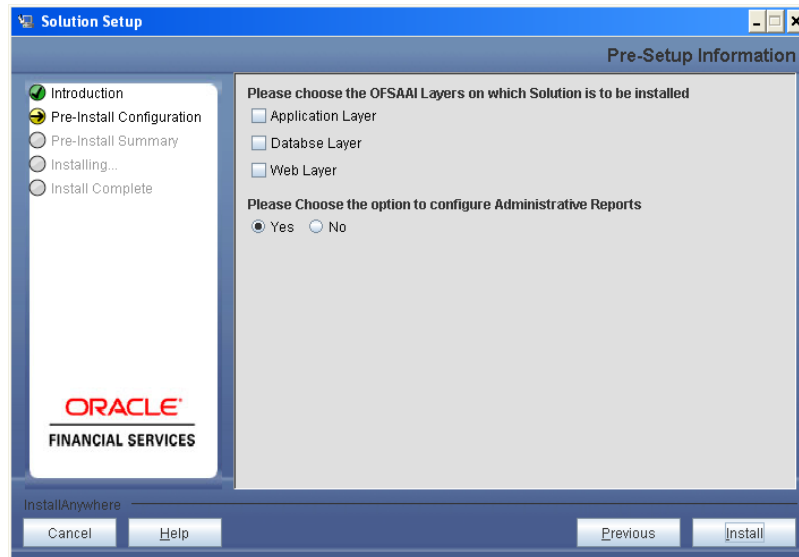 Solution Setup
Pre-Setup Information
Introduction
Pre-Install Configuration
Pre-Install Summary
Installing...
Install Complete
ORACLE
FINANCIAL SERVICES
Please choose the OFSAAI Layers on which Solution is to be installed
Application Layer
Databse Layer
Web Layer
Please Choose the option to configure Administrative Reports
Yes No
InstallAnywhere
Cancel Help Previous Install